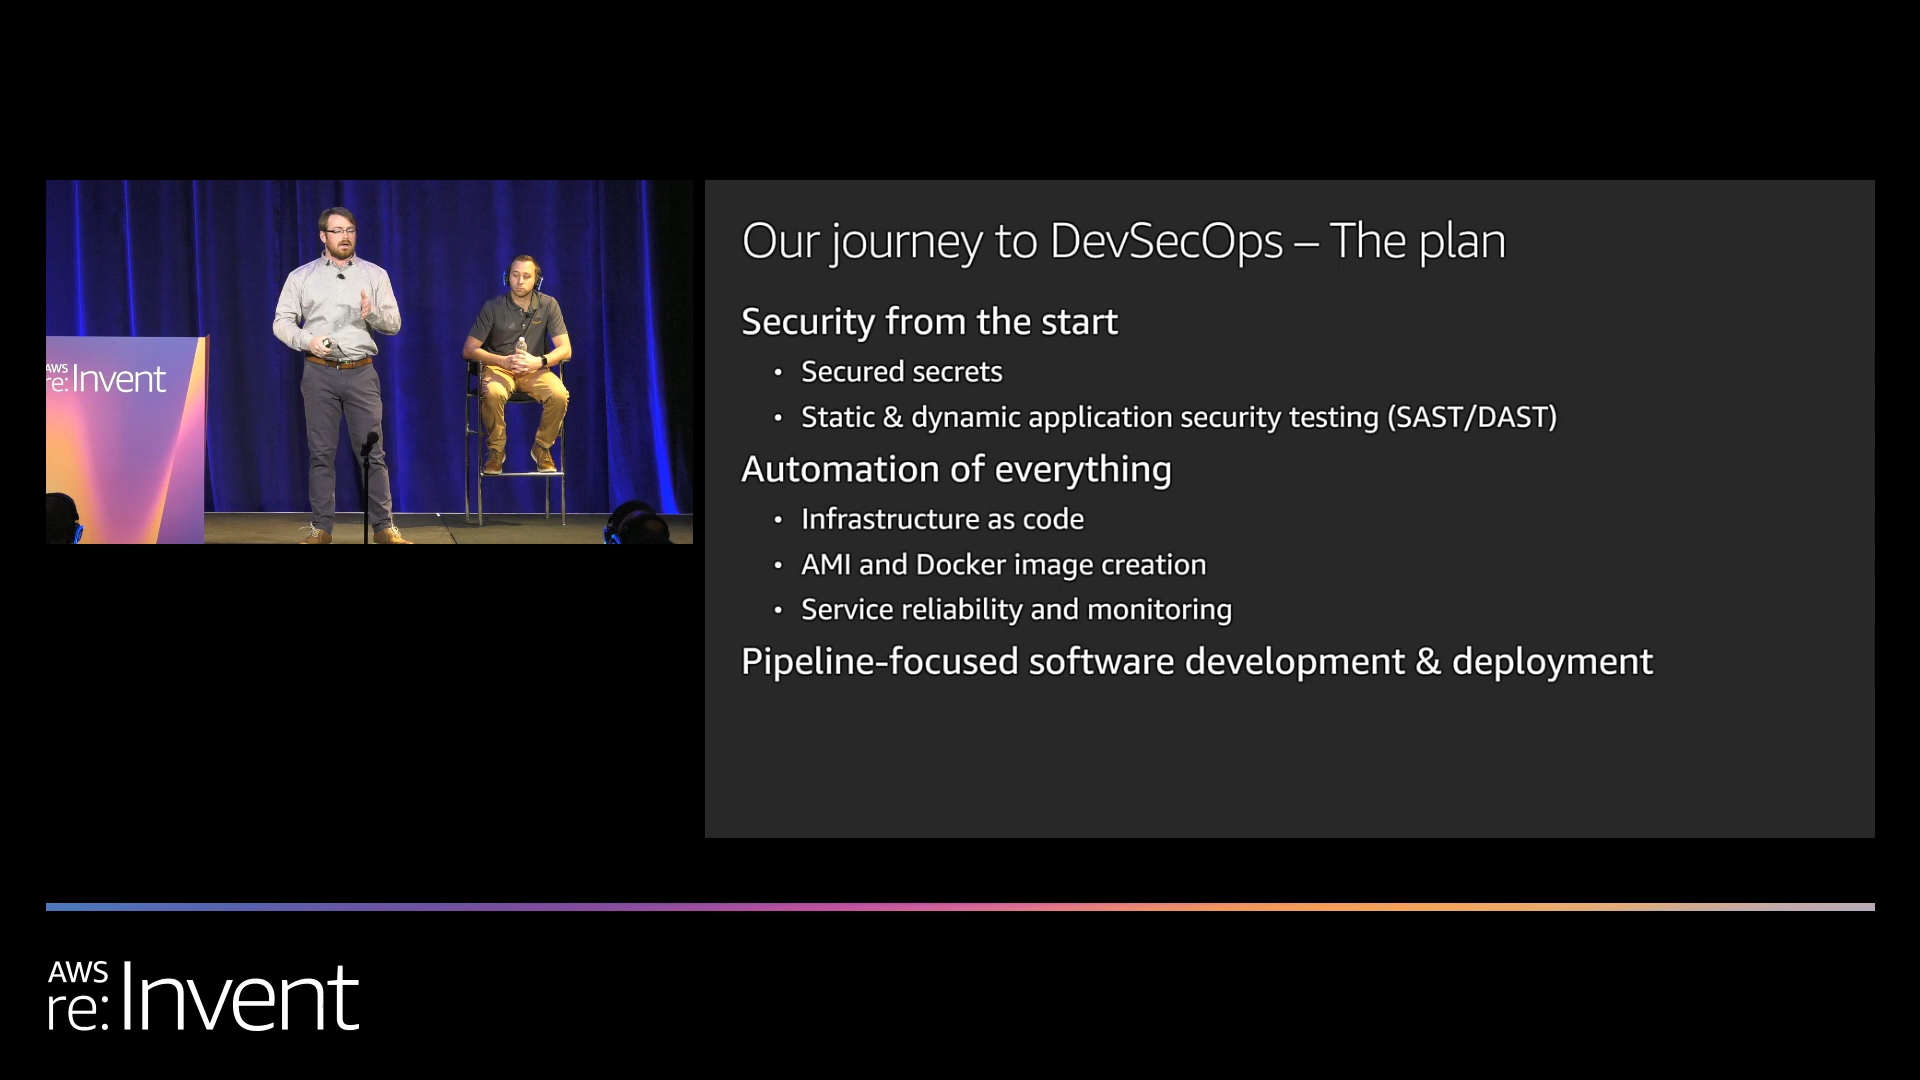 AWS
re:Invent
Our journey to DevSecOps – The plan
Security from the start
• Secured secrets
• Static & dynamic application security testing (SAST/DAST)
Automation of everything
• Infrastructure as code
• AMI and Docker image creation
• Service reliability and monitoring
Pipeline-focused software development & deployment
AWS
re:Invent